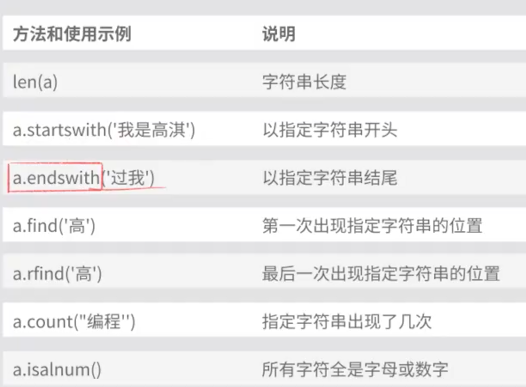 方法和使用示例 说明
len(a) 字符串长度
a.startswith('我是高淇') 以指定字符串开头
a.endswith('过我') 以指定字符串结尾
a.find('高') 第一次出现指定字符串的位置
a.rfind('高') 最后一次出现指定字符串的位置
a.count("编程'') 指定字符串出现了几次
a.isalnum() 所有字符全是字母或数字